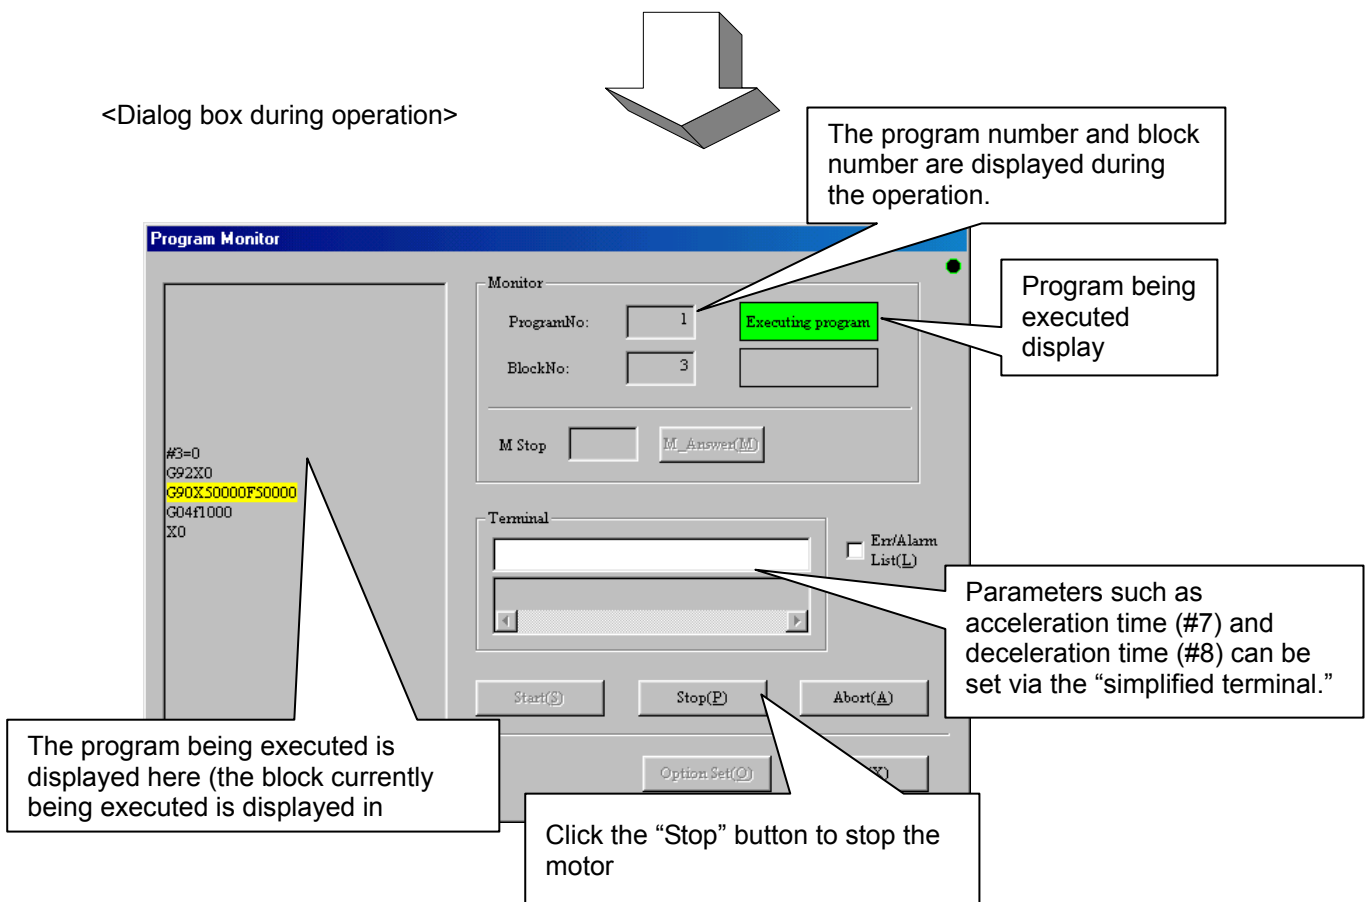 <Dialog box during operation>
The program number and block
number are displayed during
the operation.
Program Monitor
Monitor
ProgramNo:
1
Executing program
BlockNo:
3
M Stop
M_Answer(M)
Program being
executed
display
#3=0
G92X0
G90X50000F50000
G04f1000
X0
Terminal
Err/Alarm
List(L)
Parameters such as
acceleration time (#7) and
deceleration time (#8) can be
set via the “simplified terminal.”
Start(S)
Stop(P)
Abort(A)
The program being executed is
displayed here (the block currently
being executed is displayed in
Option Set(O)
Click the “Stop” button to stop the
motor